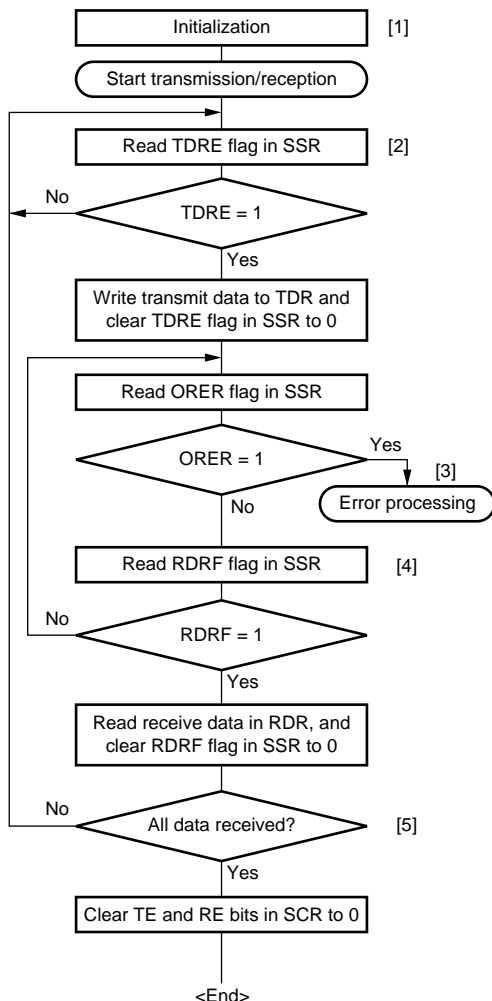 Initialization [1]
Start transmission/reception
Read TDRE flag in SSR [2]
No
TDRE = 1
Yes
Write transmit data to TDR and
clear TDRE flag in SSR to 0
Read ORER flag in SSR
Yes
ORER = 1
[3]
Error processing
No
Read RDRF flag in SSR [4]
No
RDRF = 1
Yes
Read receive data in RDR, and
clear RDRF flag in SSR to 0
No
All data received? [5]
Yes
Clear TE and RE bits in SCR to 0
<End>